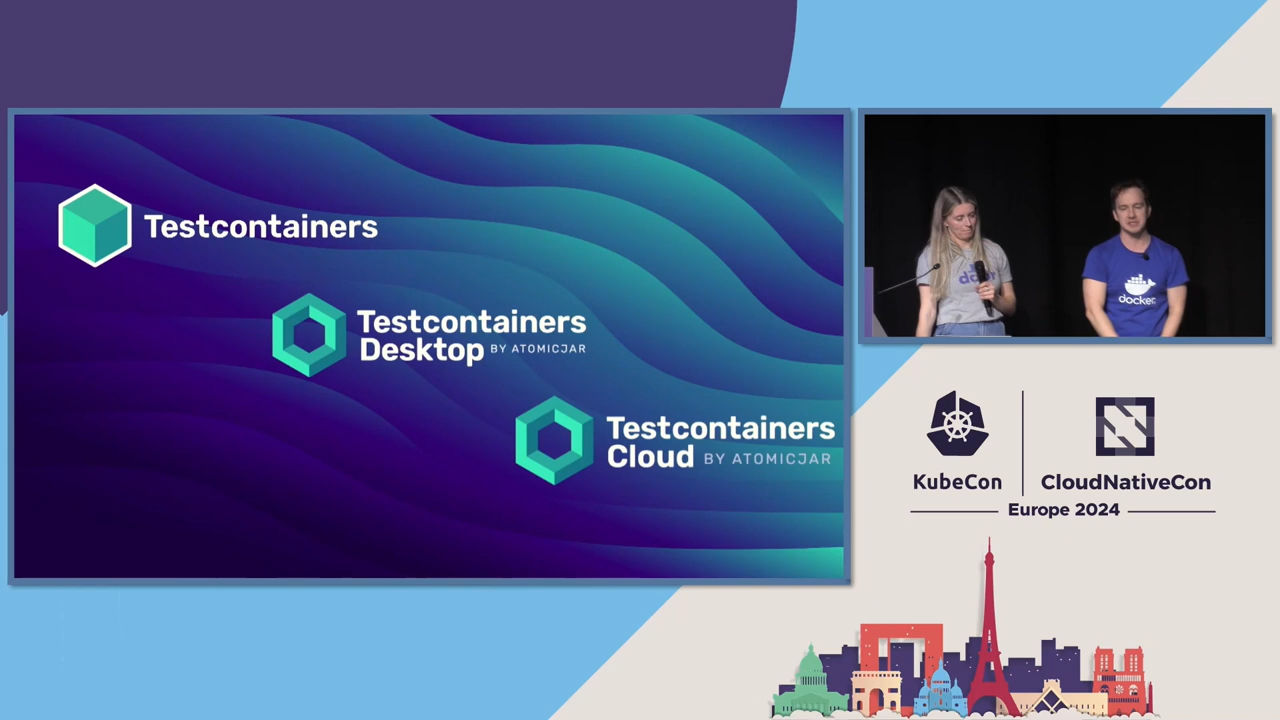 Testcontainers
Testcontainers
Desktop BY ATOMICJAR
Testcontainers
Cloud BY ATOMICJAR
docker
KubeCon
CloudNativeCon
Europe 2024